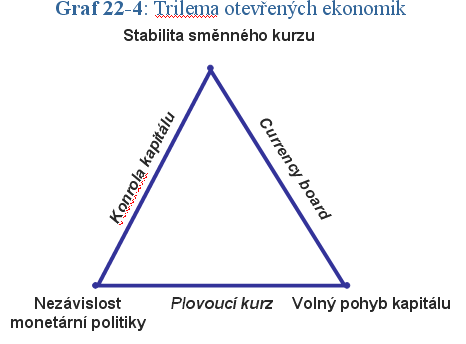 Graf 22-4: Trilema otevřených ekonomik
Stabilita směnného kurzu
Konrola kapitálu
Currency board
Nezávislost
monetární politiky
Plovoucí kurz
Volný pohyb kapitálu